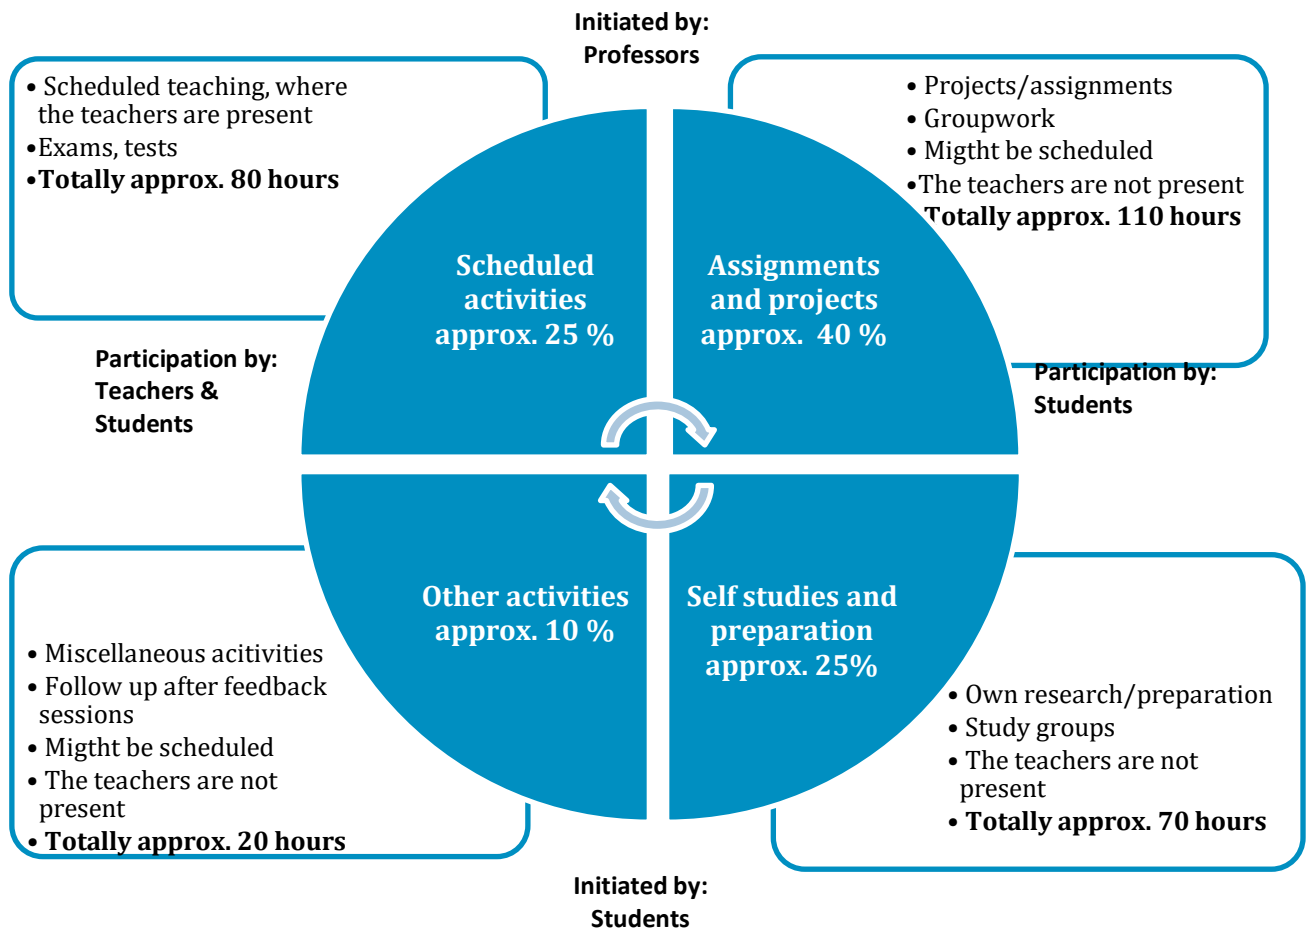 Initiated by:
Professors
• Scheduled teaching, where
the teachers are present
•Exams, tests
•Totally approx. 80 hours
• Projects/assignments
• Groupwork
• Migtht be scheduled
•The teachers are not present
Totally approx. 110 hours
Scheduled
activities
approx. 25 %
Assignments
and projects
approx.  40 %
Participation by:
Teachers &
Students
Participation by:
Students
Other activities
approx. 10 %
Self studies and
preparation
approx. 25%
• Miscellaneous acitivities
• Follow up after feedback
sessions
• Migtht be scheduled
• The teachers are not
present
• Totally approx. 20 hours
• Own research/preparation
• Study groups
• The teachers are not
present
• Totally approx. 70 hours
Initiated by:
Students